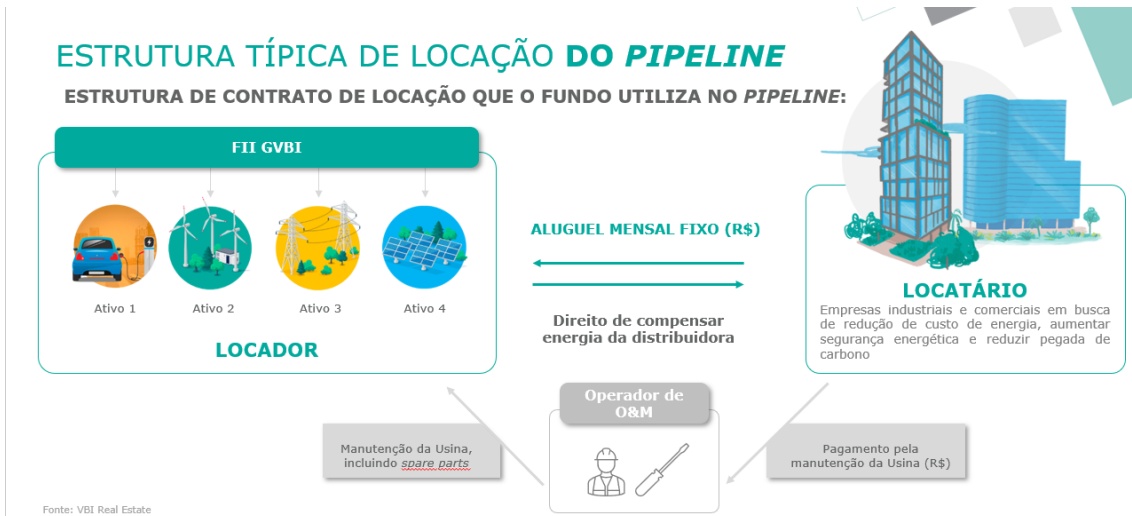 ESTRUTURA TÍPICA DE LOCAÇÃO DO PIPELINE
ESTRUTURA DE CONTRATO DE LOCAÇÃO QUE O FUNDO UTILIZA NO PIPELINE:
FII GVBI
Ativo 1
Ativo 2
Ativo 3
Ativo 4
LOCADOR
ALUGUEL MENSAL FIXO (R$)
Direito de compensar
energia da distribuidora
LOCATÁRIO
Empresas industriais e comerciais em busca
de redução de custo de energia, aumentar
segurança energética e reduzir pegada de
carbono
Operador de
O&M
Manutenção da Usina,
incluindo spare parts
Pagamento pela
manutenção da Usina (R$)
Fonte: VBI Real Estate